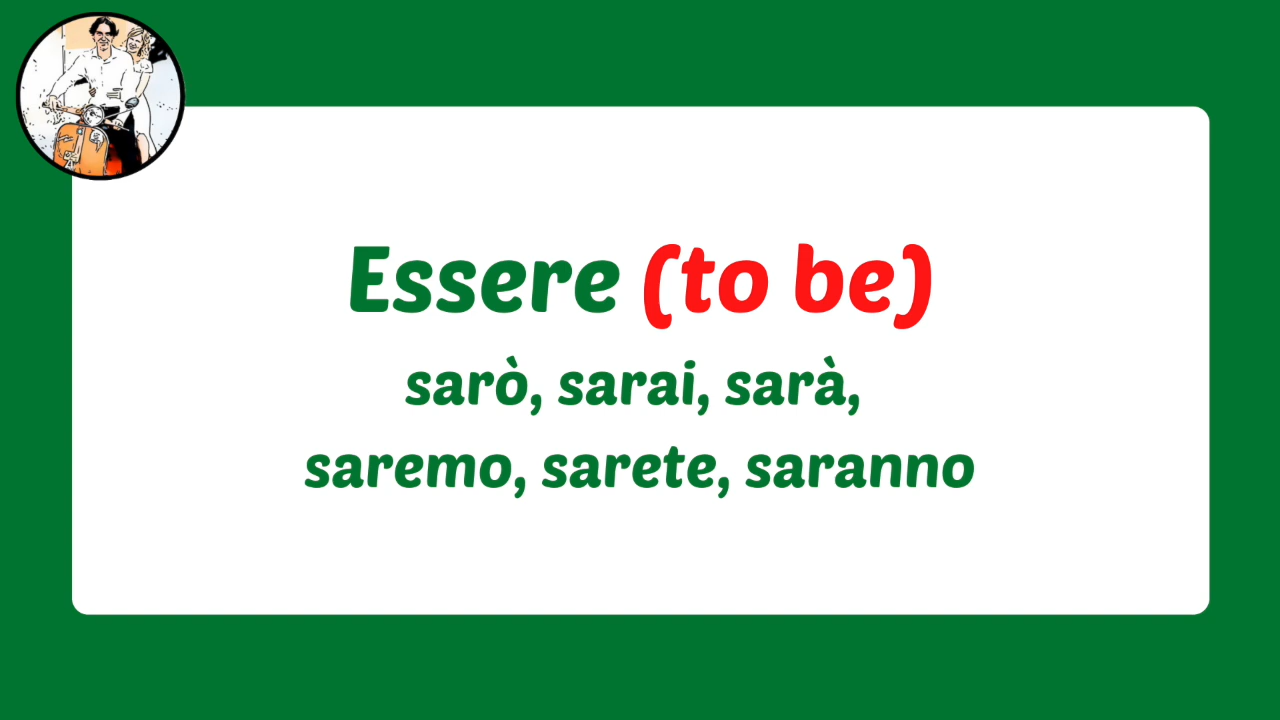 Essere (to be)
sarò, sarai, sarà,
saremo, sarete, saranno